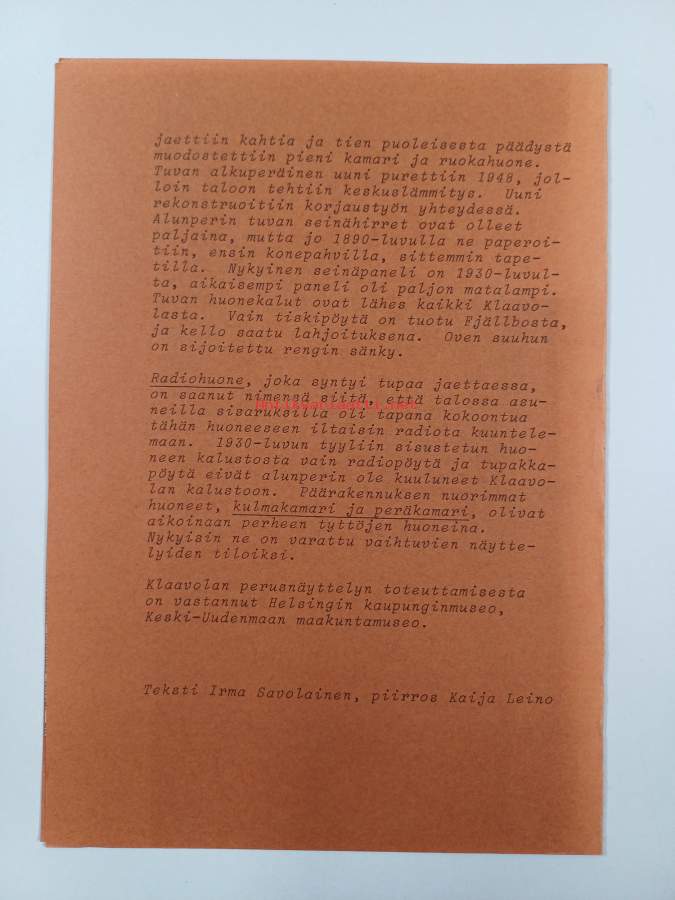 jaettiin kahtia ja tien puoleisesta päädystä
muodostettiin pieni kamari ja ruokahuone.
Tuvan alkuperäinen uuni purettiin 1948, jol-
loin taloon tehtiin keskuslämmitys. Uuni
rekonstruoitiin korjaustyön yhteydessä.
Alunperin tuvan seinähirret ovat olleet
paljaina, mutta jo 1890-luvulla ne paperoi-
tiin, ensin konepahvilla, sittemmin tape-
tilla. Nykyinen seinäpaneli on 1930-luvul-
ta, aikaisempi paneli oli paljon matalampi.
Tuvan huonekalut ovat lähes kaikki Klaavo-
lasta. Vain tiskipöytä on tuotu Fjällbosta,
ja kello saatu lahjoituksena. Oven suuhun
on sijoitettu rengin sänky.
Radiohuone, joka syntyi tupaa jaettaessa,
on saanut nimensä siitä, että talossa asu-
neilla sisaruksilla oli tapana kokoontua
tähän huoneeseen iltaisin radiota kuuntele-
maan. 1930-luvun tyyliin sisustetun huo-
neen kalustosta vain radiopöytä ja tupakka-
pöytä eivät alunperin ole kuuluneet Klaavo-
lan kalustoon. Päärakennuksen nuorimmat
huoneet, kulmakamari ja peräkamari, olivat
aikoinaan perheen tyttöjen huoneina.
Nykyisin ne on varattu vaihtuvien näytte-
lyiden tiloiksi.
Klaavolan perusnäyttelyn toteuttamisesta
on vastannut Helsingin kaupunginmuseo,
Keski-Uudenmaan maakuntamuseo.
Teksti Irma Savolainen, piirros Kaija Leino